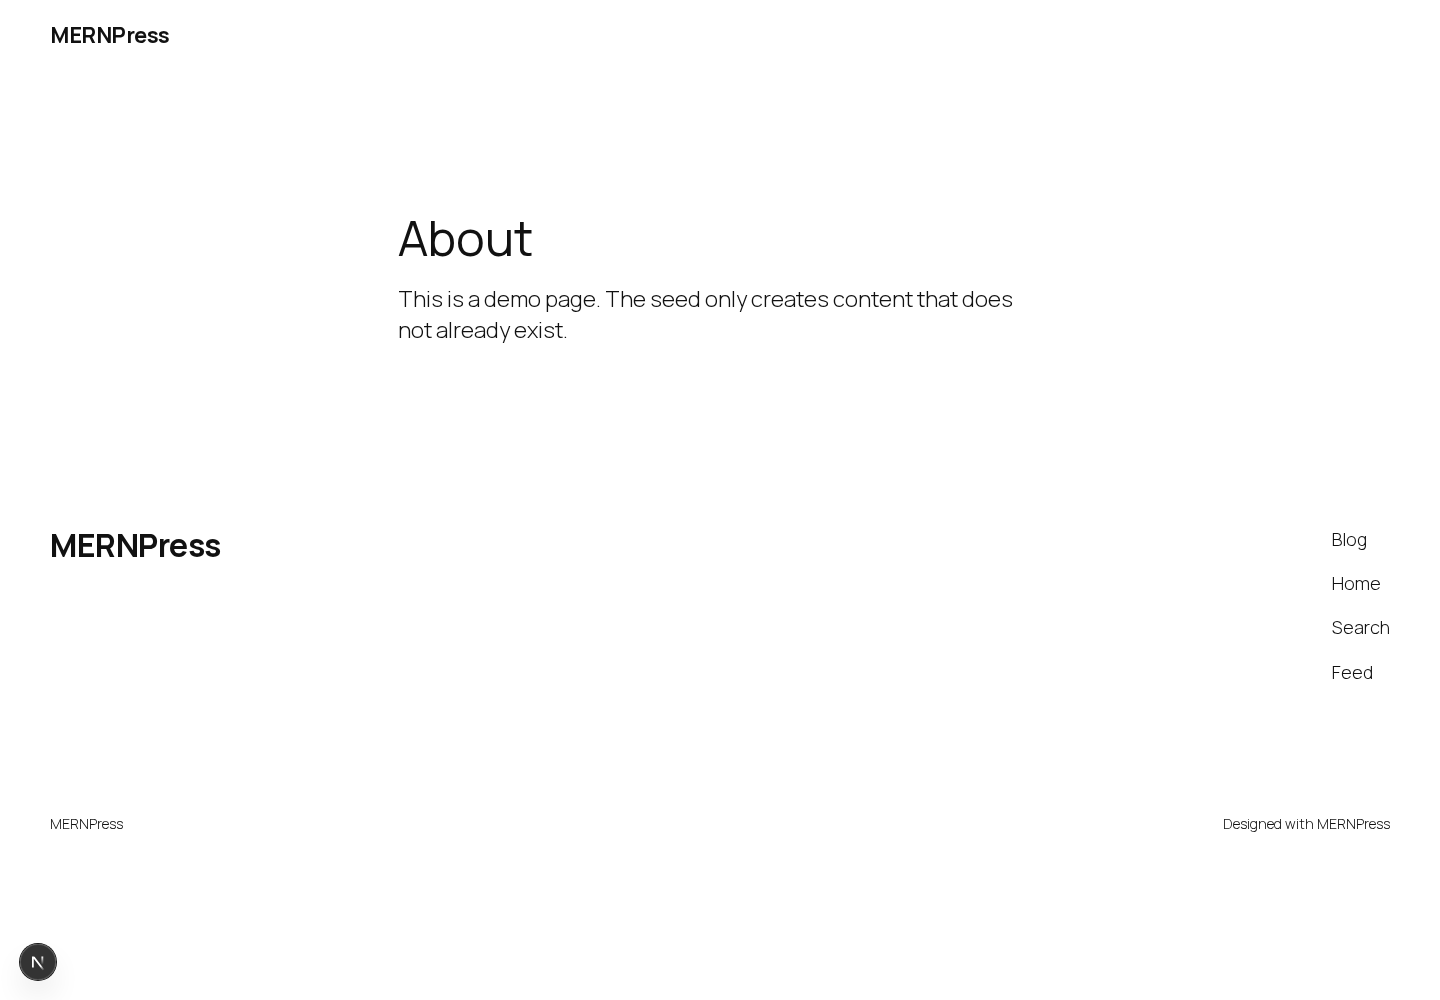 MERNPress
About
This is a demo page. The seed only creates content that does
not already exist.
MERNPress
Blog
Home
Search
Feed
MERNPress
Designed with MERNPress
N